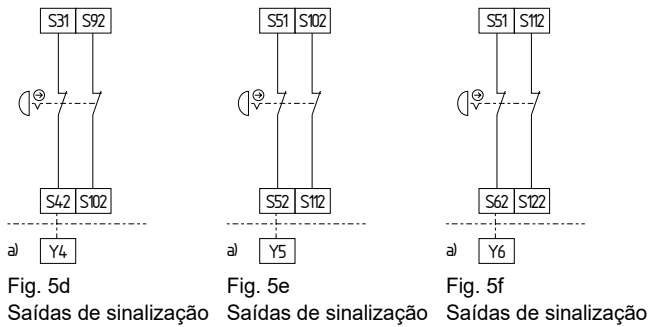 S31 S92 S51 S102 S51 S112
S42 S102 S52 S112 S62 S122
a) Y4 a) Y5 a) Y6
Fig. 5d Fig. 5e Fig. 5f
Saídas de sinalização Saídas de sinalização Saídas de sinalização